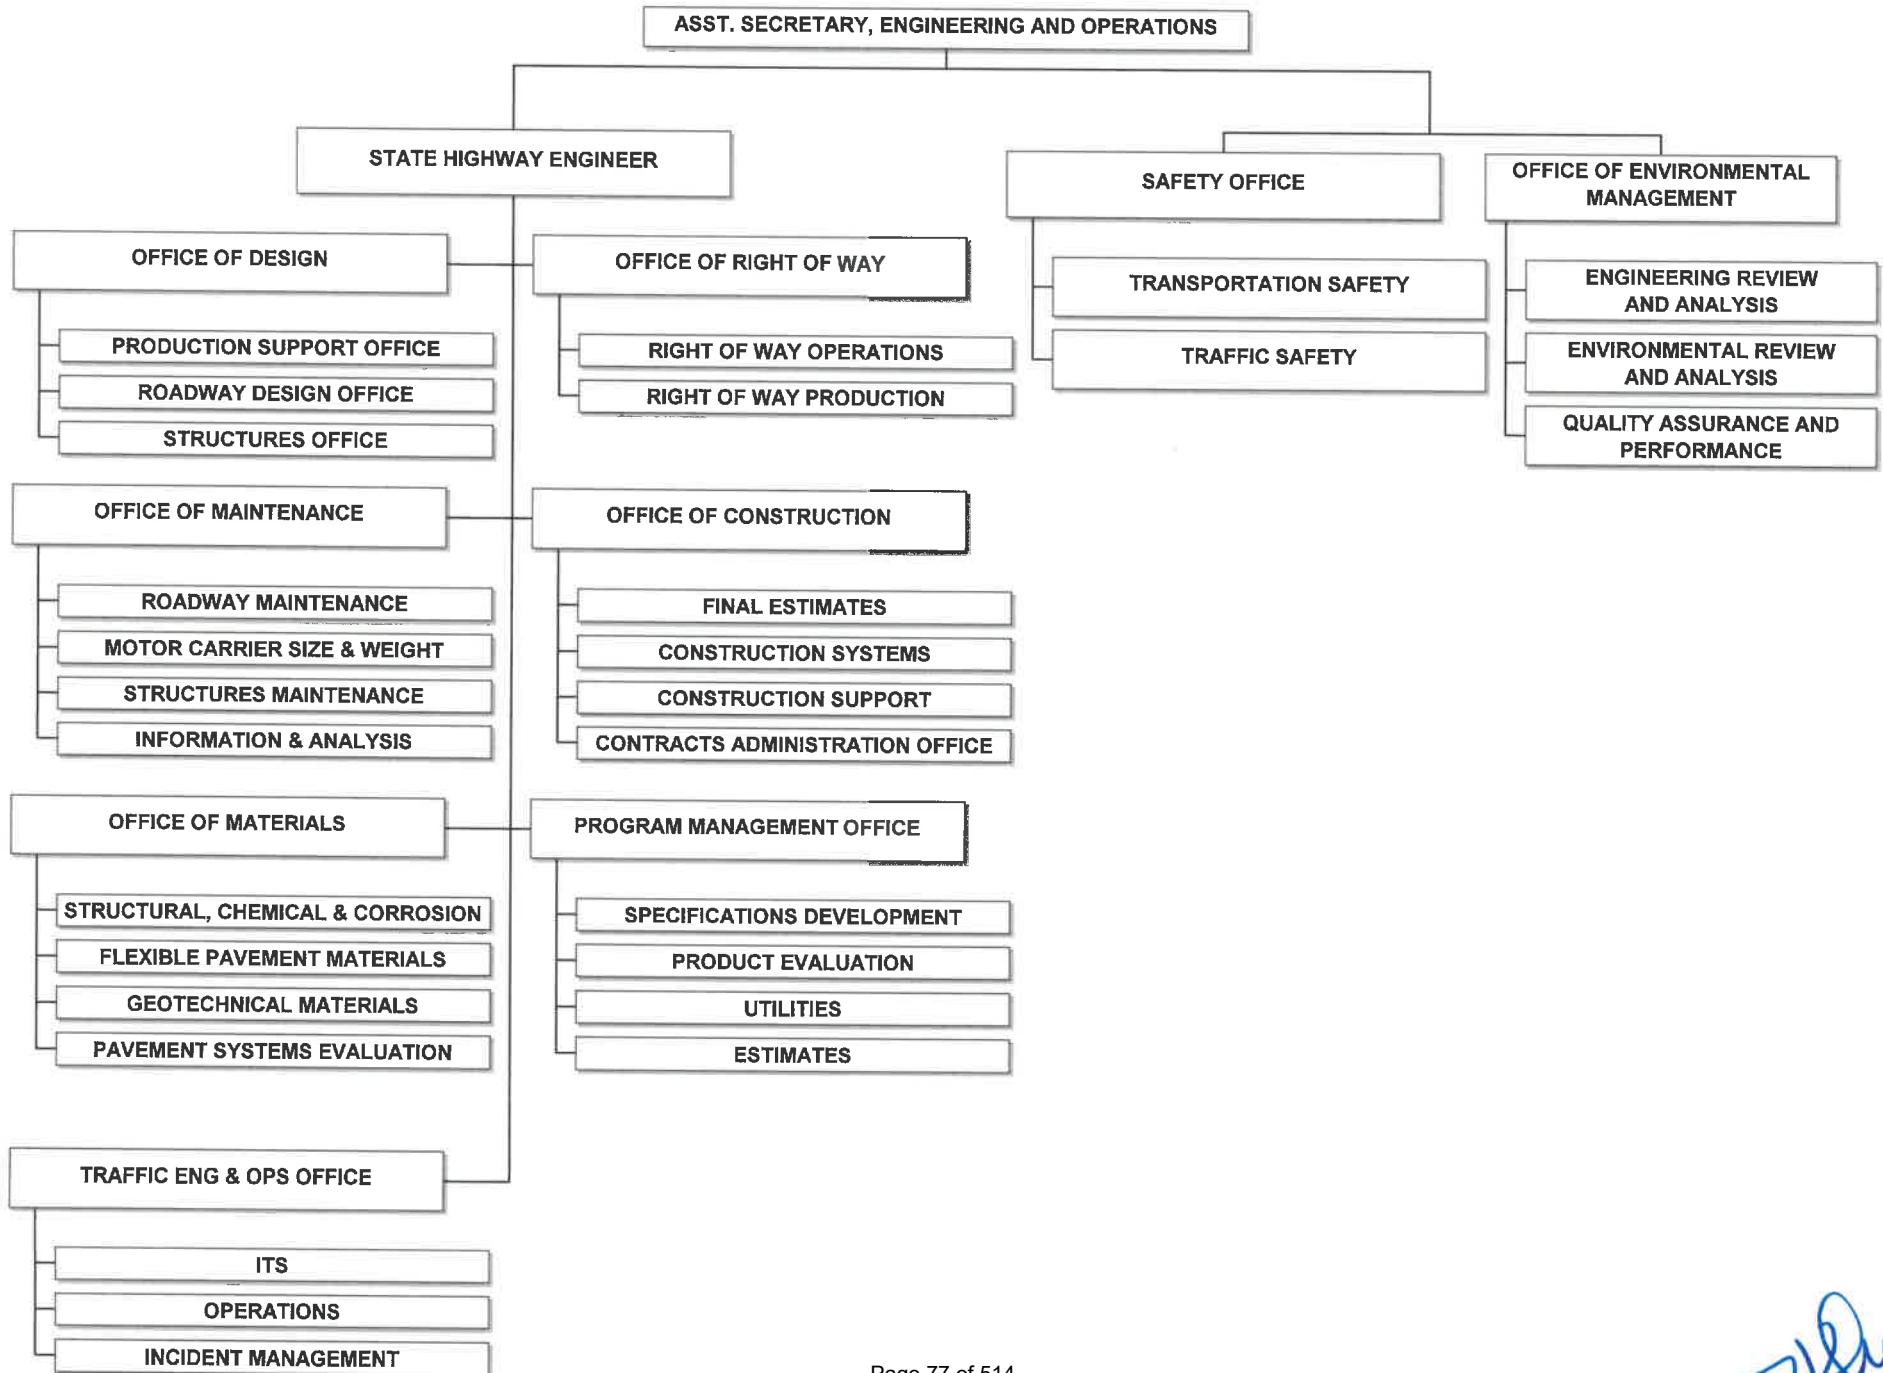 ASST. SECRETARY, ENGINEERING AND OPERATIONS
STATE HIGHWAY ENGINEER
SAFETY OFFICE
OFFICE OF ENVIRONMENTAL
MANAGEMENT
OFFICE OF DESIGN
OFFICE OF RIGHT OF WAY
TRANSPORTATION SAFETY
TRAFFIC SAFETY
ENGINEERING REVIEW
AND ANALYSIS
ENVIRONMENTAL REVIEW
AND ANALYSIS
QUALITY ASSURANCE AND
PERFORMANCE
PRODUCTION SUPPORT OFFICE
ROADWAY DESIGN OFFICE
STRUCTURES OFFICE
RIGHT OF WAY OPERATIONS
RIGHT OF WAY PRODUCTION
OFFICE OF MAINTENANCE
OFFICE OF CONSTRUCTION
ROADWAY MAINTENANCE
MOTOR CARRIER SIZE & WEIGHT
STRUCTURES MAINTENANCE
INFORMATION & ANALYSIS
FINAL ESTIMATES
CONSTRUCTION SYSTEMS
CONSTRUCTION SUPPORT
CONTRACTS ADMINISTRATION OFFICE
OFFICE OF MATERIALS
PROGRAM MANAGEMENT OFFICE
STRUCTURAL, CHEMICAL & CORROSION
FLEXIBLE PAVEMENT MATERIALS
GEOTECHNICAL MATERIALS
PAVEMENT SYSTEMS EVALUATION
SPECIFICATIONS DEVELOPMENT
PRODUCT EVALUATION
UTILITIES
ESTIMATES
TRAFFIC ENG & OPS OFFICE
ITS
OPERATIONS
INCIDENT MANAGEMENT
Page 77 of 514